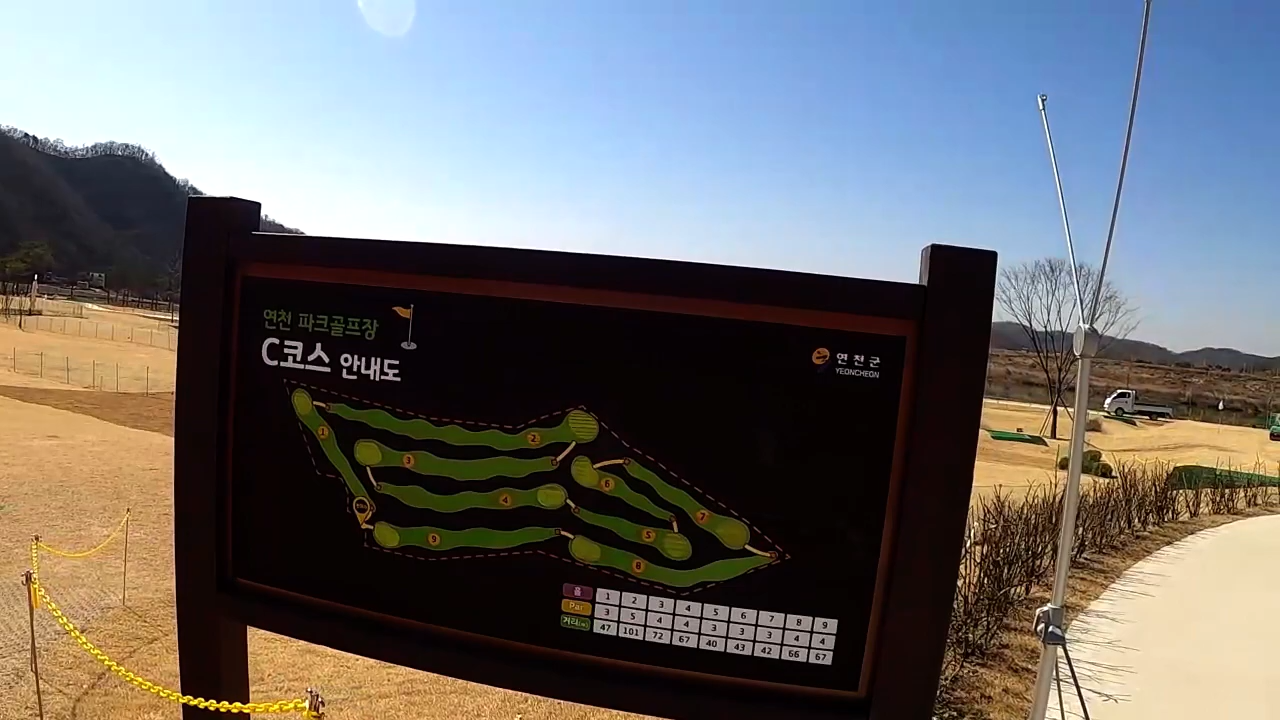 연천 파크골프장
C코스 안내도
연천군
YEONCHEON
1
2
3
4
5
6
7
8
9
홀 1 2 3 4 5 6 7 8 9
Par 3 5 4 4 3 3 3 4 4
거리(m) 47 101 72 67 40 43 42 66 67